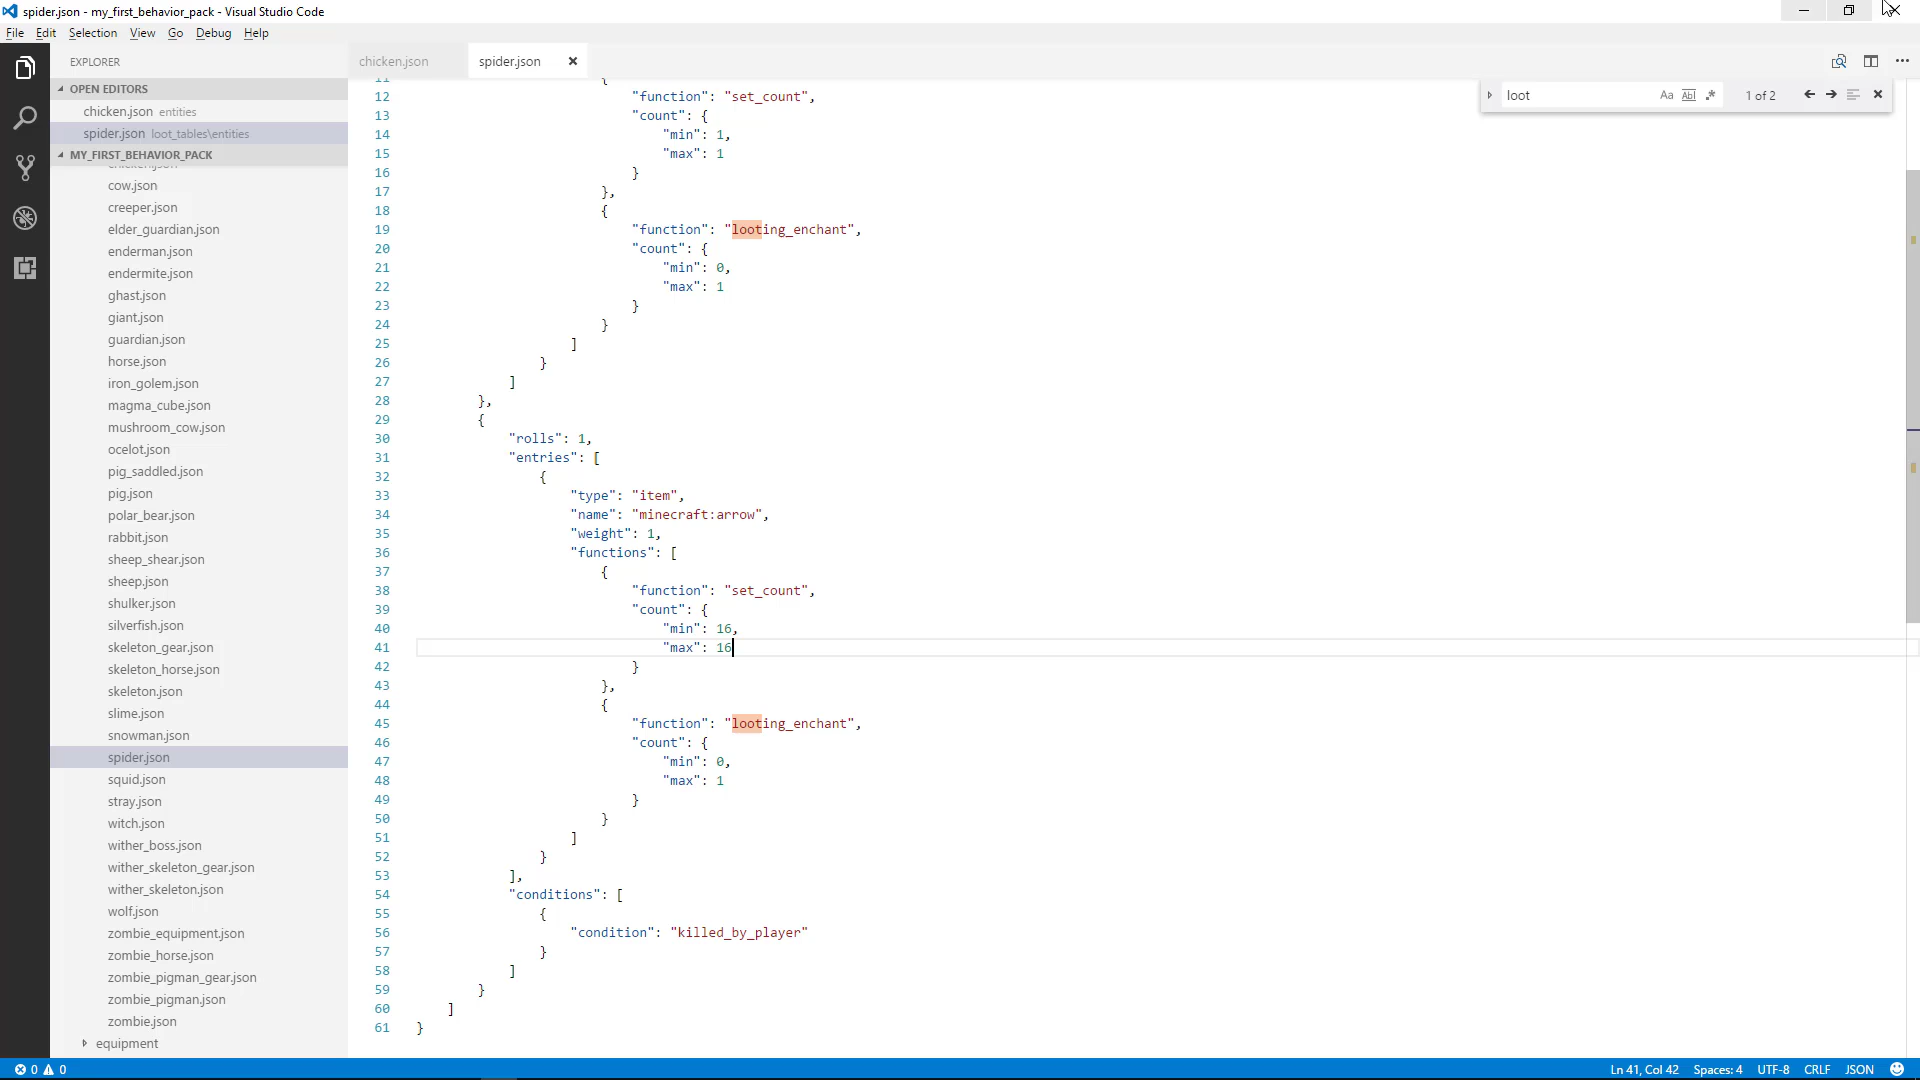 spider.json - my_first_behavior_pack - Visual Studio Code
File Edit Selection View Go Debug Help
EXPLORER
OPEN EDITORS
chicken.json entities
spider.json loot_tables\entities
MY_FIRST_BEHAVIOR_PACK
chicken.json
cow.json
creeper.json
elder_guardian.json
enderman.json
endermite.json
ghast.json
giant.json
guardian.json
horse.json
iron_golem.json
magma_cube.json
mushroom_cow.json
ocelot.json
pig_saddled.json
pig.json
polar_bear.json
rabbit.json
sheep_shear.json
sheep.json
shulker.json
silverfish.json
skeleton_gear.json
skeleton_horse.json
skeleton.json
slime.json
snowman.json
spider.json
squid.json
stray.json
witch.json
wither_boss.json
wither_skeleton_gear.json
wither_skeleton.json
wolf.json
zombie_equipment.json
zombie_horse.json
zombie_pigman_gear.json
zombie_pigman.json
zombie.json
equipment
chicken.json spider.json
loot Aa Abl .* 1 of 2
11 {
12 "function": "set_count",
13 "count": {
14 "min": 1,
15 "max": 1
16 }
17 },
18 {
19 "function": "looting_enchant",
20 "count": {
21 "min": 0,
22 "max": 1
23 }
24 }
25 ]
26 }
27 ]
28 },
29 {
30 "rolls": 1,
31 "entries": [
32 {
33 "type": "item",
34 "name": "minecraft:arrow",
35 "weight": 1,
36 "functions": [
37 {
38 "function": "set_count",
39 "count": {
40 "min": 16,
41 "max": 16
42 }
43 },
44 {
45 "function": "looting_enchant",
46 "count": {
47 "min": 0,
48 "max": 1
49 }
50 }
51 ]
52 }
53 ],
54 "conditions": [
55 {
56 "condition": "killed_by_player"
57 }
58 ]
59 }
60 ]
61 }
0 0 Ln 41, Col 42 Spaces: 4 UTF-8 CRLF JSON